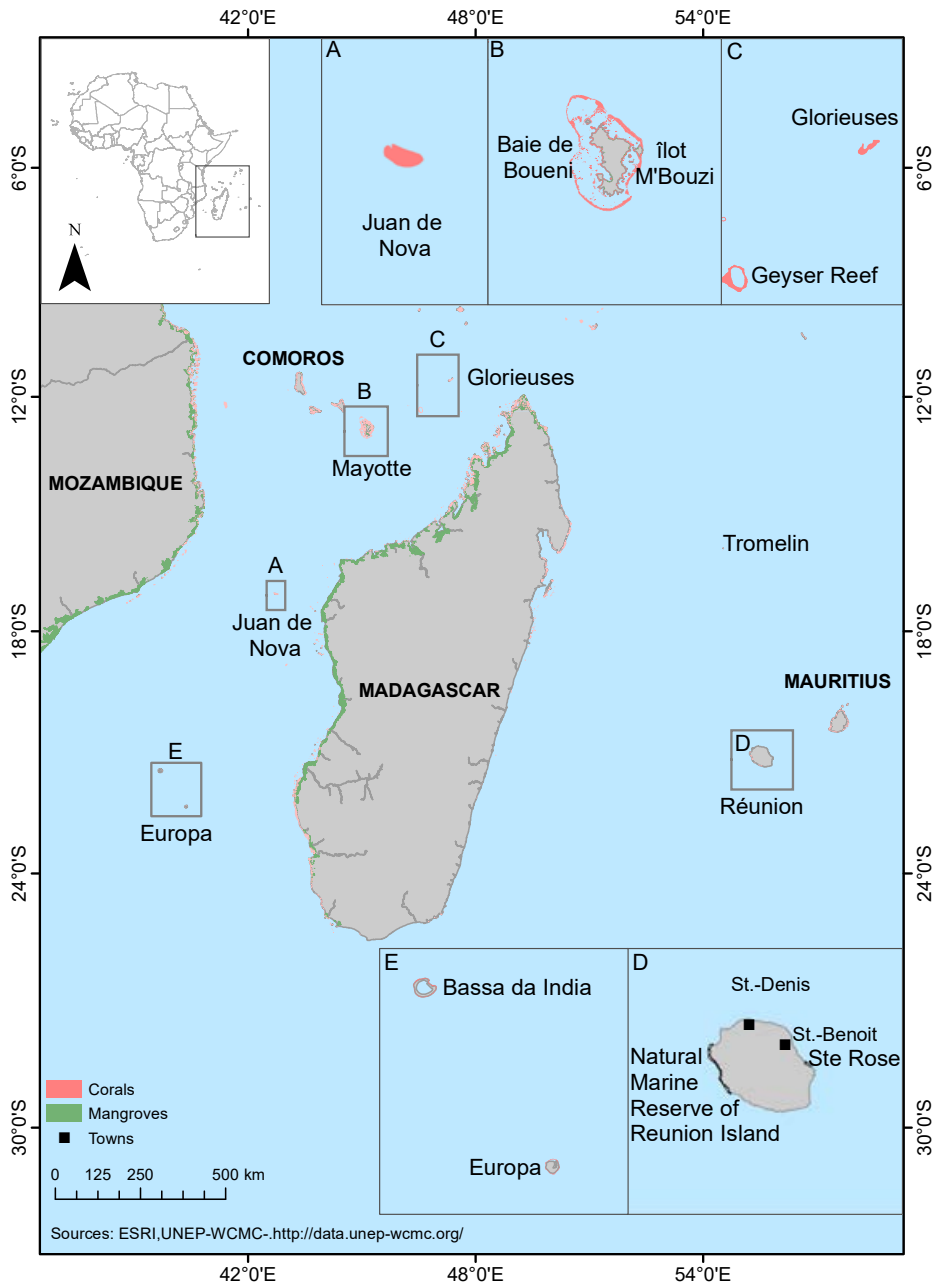 42°0'E
48°0'E
54°0'E
A
B
C
Glorieuses
Baie de
Boueni
îlot
M'Bouzi
6°0'S
6°0'S
Juan de
Nova
N
Geyser Reef
COMOROS
C
Glorieuses
B
12°0'S
12°0'S
Mayotte
MOZAMBIQUE
Tromelin
A
Juan de
Nova
18°0'S
18°0'S
MADAGASCAR
MAURITIUS
D
E
Réunion
Europa
24°0'S
24°0'S
E
Bassa da India
D
St.-Denis
St.-Benoit
Ste Rose
Natural
Marine
Reserve of
Reunion Island
Corals
Mangroves
Towns
30°0'S
30°0'S
Europa
0 125 250 500 km
Sources: ESRI,UNEP-WCMC-.http://data.unep-wcmc.org/
42°0'E
48°0'E
54°0'E